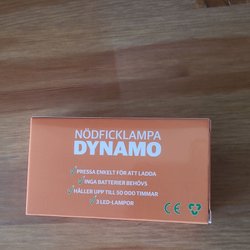 NÖDFICKLAMPA
DYNAMO
PRESSA ENKELT FÖR ATT LADDA
INGA BATTERIER BEHÖVS
HÅLLER UPP TILL 50 000 TIMMAR
3 LED-LAMPOR
CE